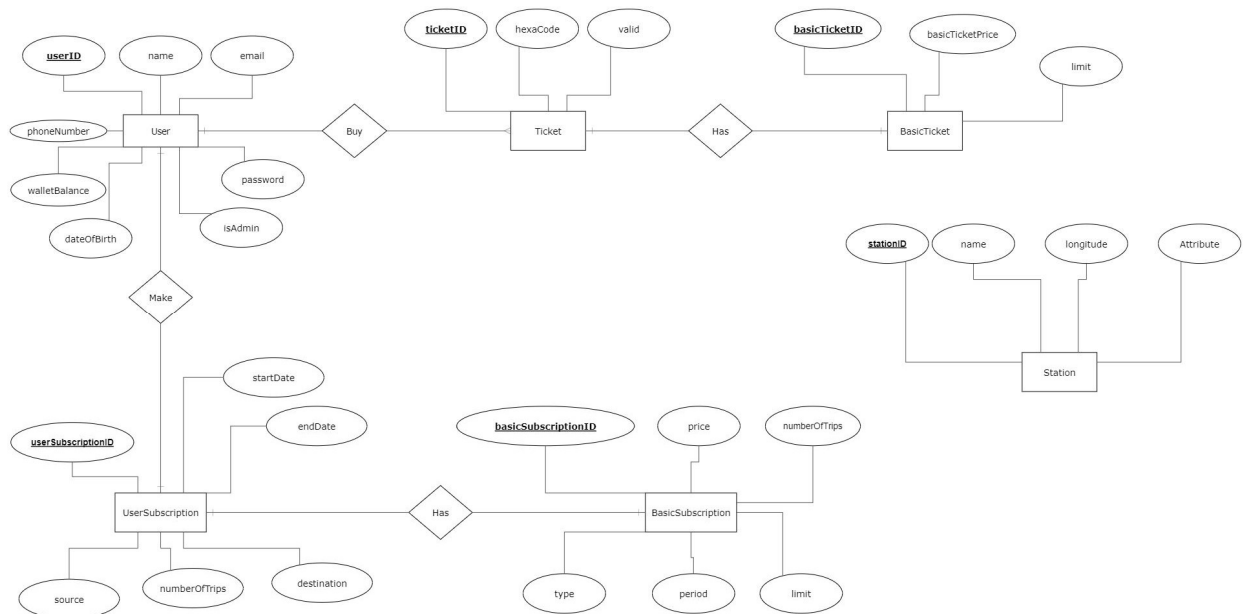 userID
name
email
ticketID
hexaCode
valid
basicTicketID
basicTicketPrice
limit
phoneNumber
User
Buy
Ticket
Has
BasicTicket
walletBalance
password
dateOfBirth
isAdmin
stationID
name
longitude
Attribute
Make
Station
startDate
endDate
userSubscriptionID
basicSubscriptionID
price
numberOfTrips
UserSubscription
Has
BasicSubscription
source
numberOfTrips
destination
type
period
limit